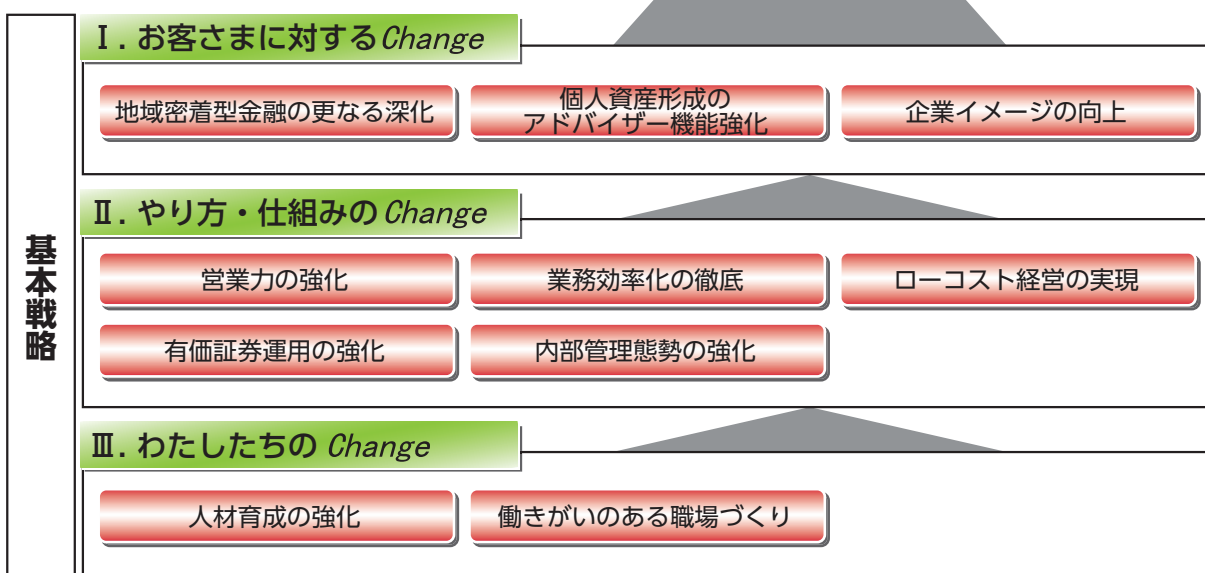 基本戦略
Ⅰ. お客さまに対するChange
地域密着型金融の更なる深化
個人資産形成の
アドバイザー機能強化
企業イメージの向上
Ⅱ. やり方・仕組みのChange
営業力の強化
業務効率化の徹底
ローコスト経営の実現
有価証券運用の強化
内部管理態勢の強化
Ⅲ. わたしたちの Change
人材育成の強化
働きがいのある職場づくり